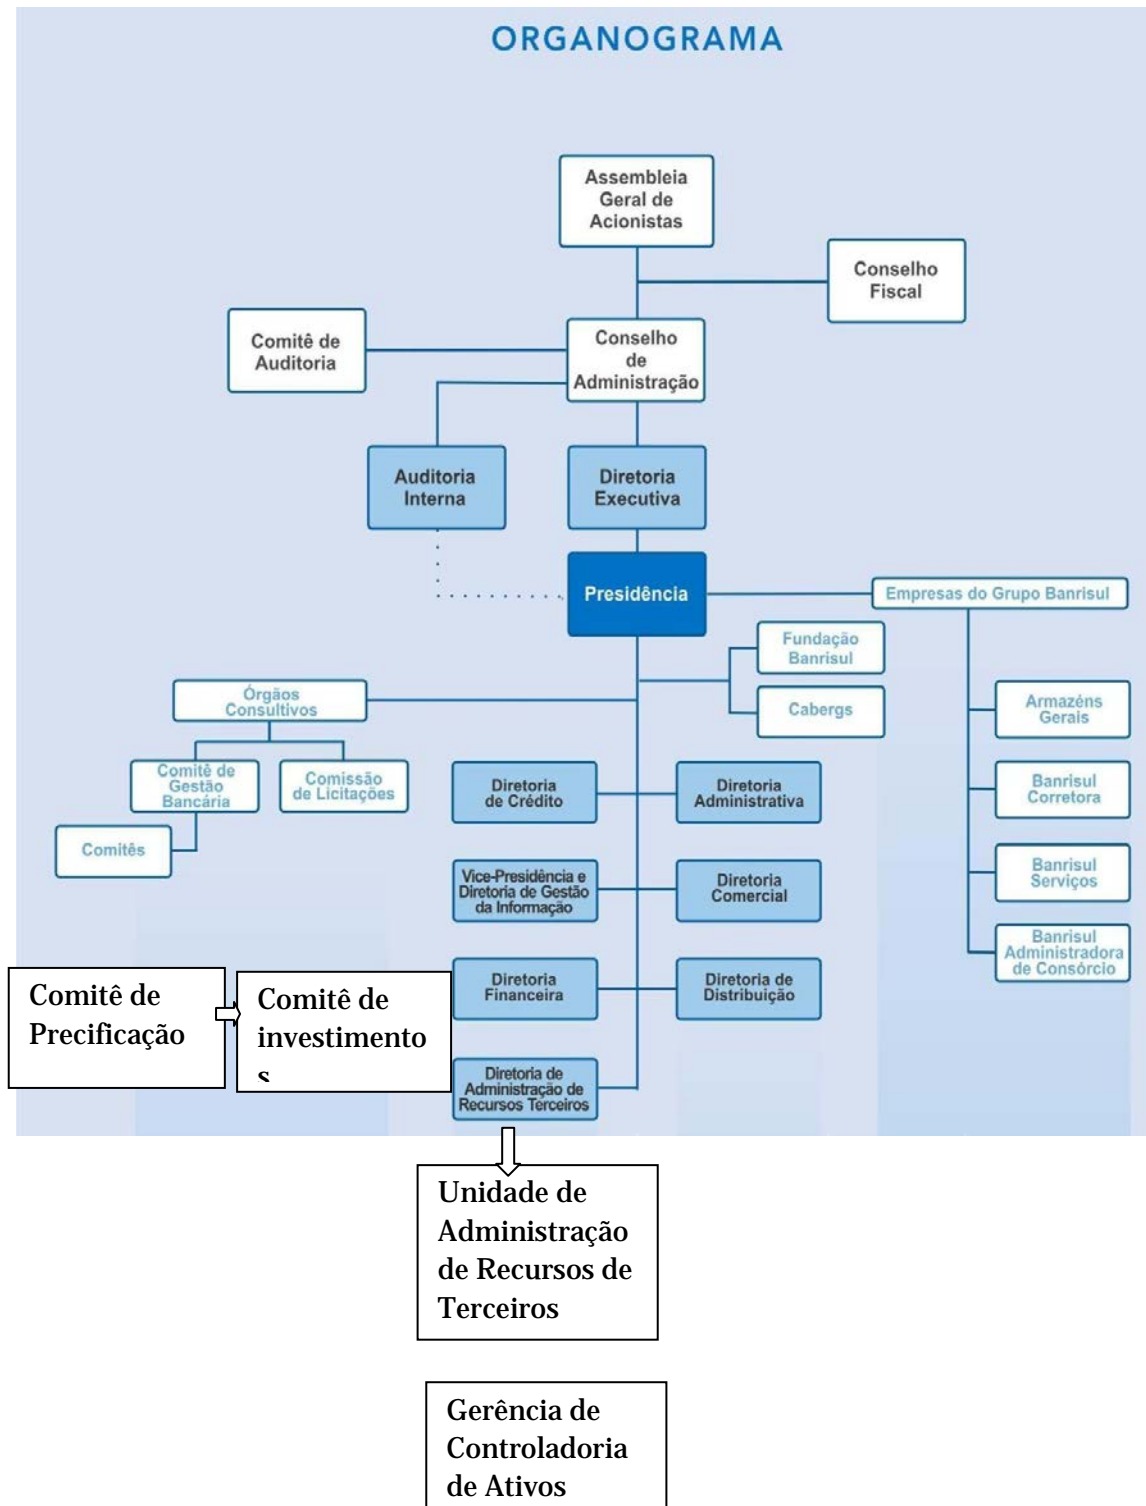 ORGANOGRAMA
Assembleia
Geral de
Acionistas
Conselho
Fiscal
Comitê de
Auditoria
Conselho
de
Administração
Auditoria
Interna
Diretoria
Executiva
Presidência
Empresas do Grupo Banrisul
Fundação
Banrisul
Cabergs
Órgãos
Consultivos
Comitê de
Gestão
Bancária
Comissão
de Licitações
Comitês
Armazéns
Gerais
Banrisul
Corretora
Banrisul
Serviços
Banrisul
Administradora
de Consórcio
Diretoria
de Crédito
Diretoria
Administrativa
Vice-Presidência e
Diretoria de Gestão
da Informação
Diretoria
Comercial
Diretoria
Financeira
Diretoria de
Distribuição
Comitê de
Precificação
Comitê de
investimento
s
Diretoria de
Administração de
Recursos Terceiros
Unidade de
Administração
de Recursos de
Terceiros
Gerência de
Controladoria
de Ativos